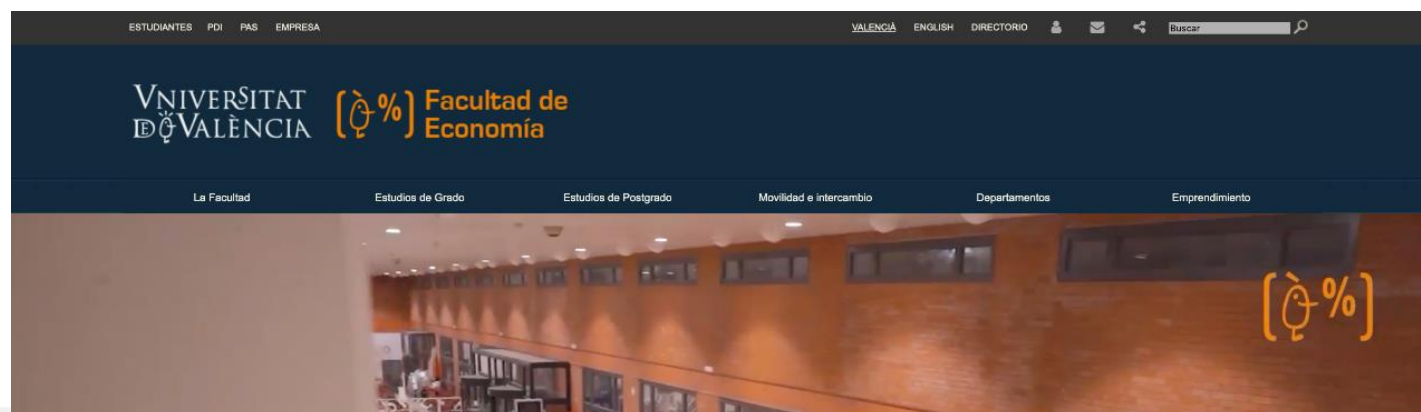 ESTUDIANTES PDI PAS EMPRESA VALENCIÀ ENGLISH DIRECTORIO Buscar
VNIVERSITAT
DE VALÈNCIA
[ò%] Facultad de
Economía
La Facultad Estudios de Grado Estudios de Postgrado Movilidad e intercambio Departamentos Emprendimiento
[ò%]